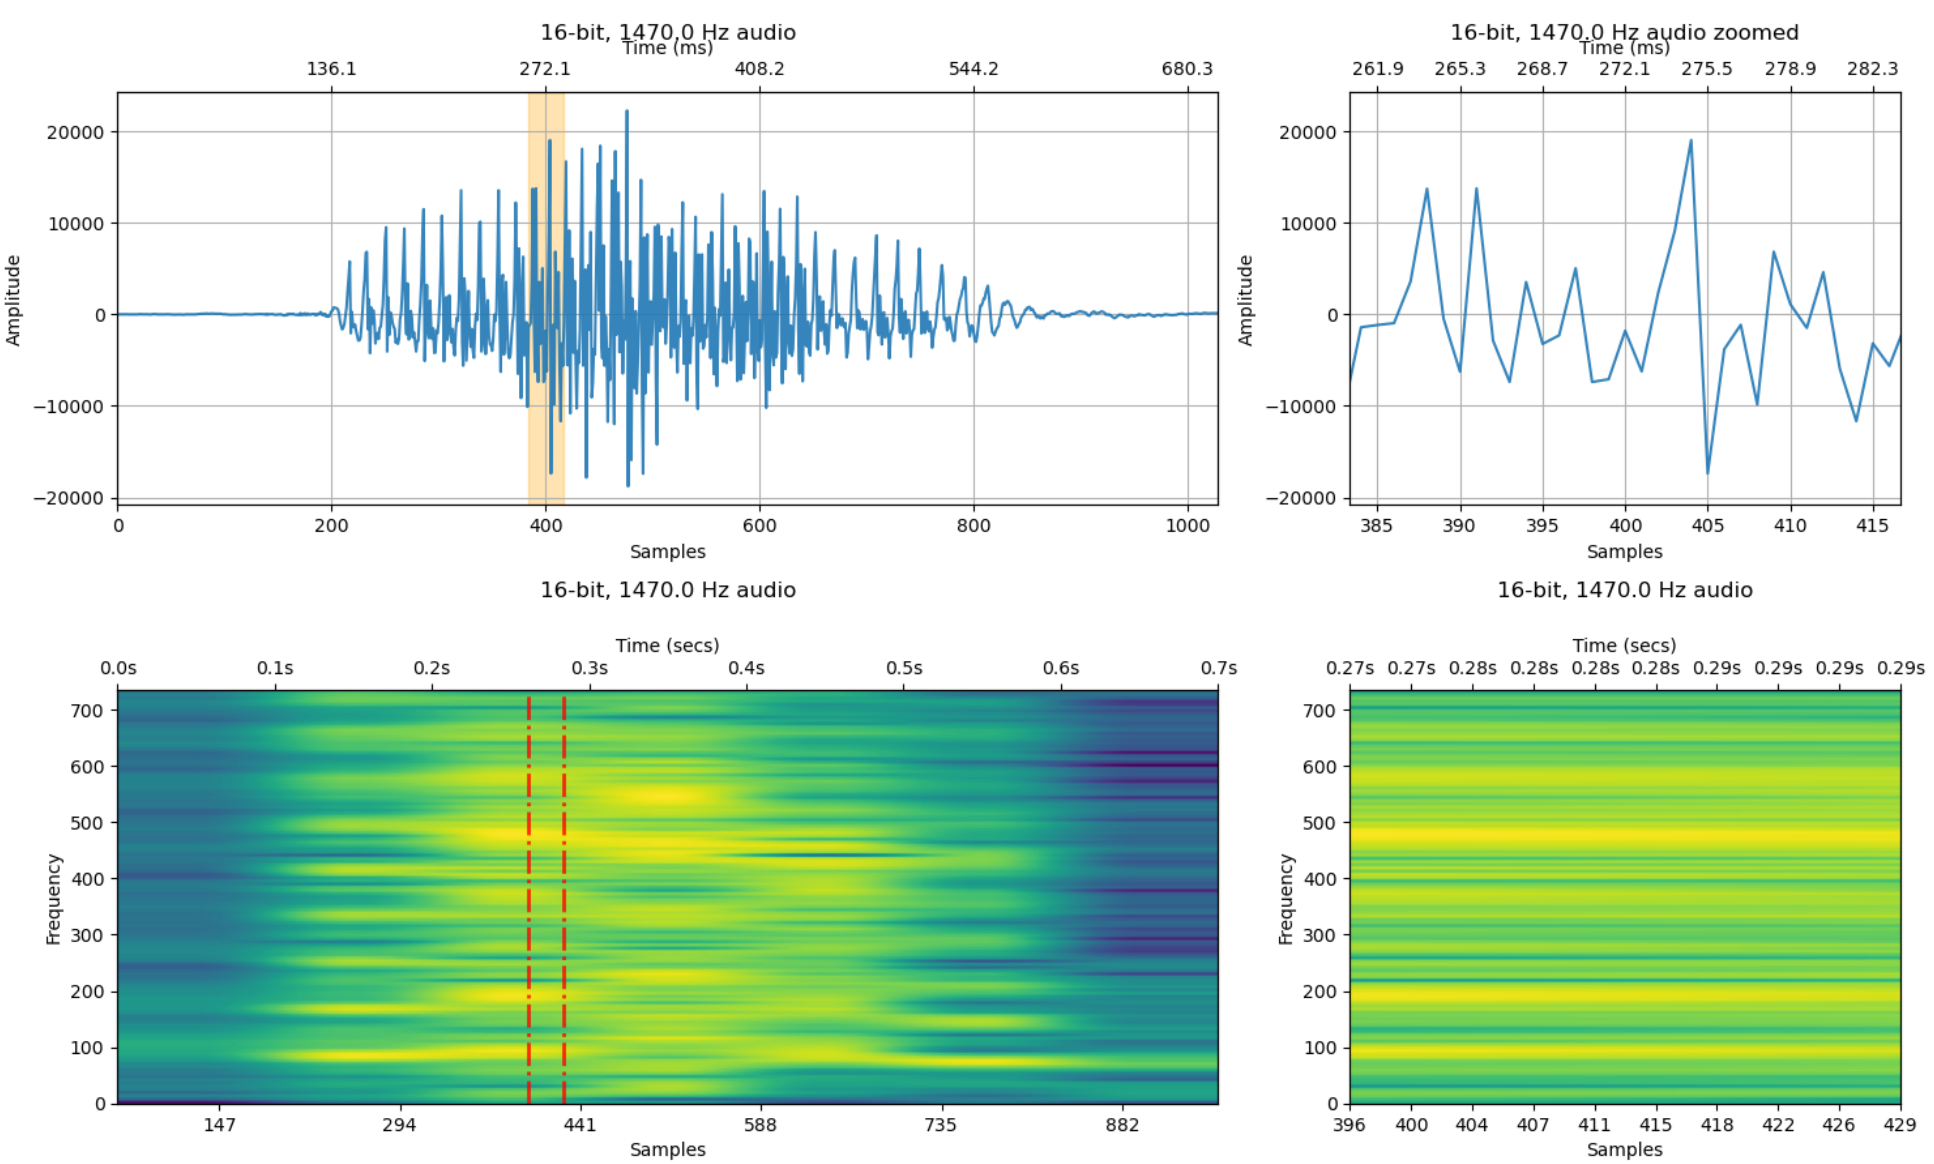 16-bit, 1470.0 Hz audio
Time (ms)
136.1 272.1 408.2 544.2 680.3
20000
10000
0
−10000
−20000
Amplitude
0 200 400 600 800 1000
Samples
16-bit, 1470.0 Hz audio zoomed
Time (ms)
261.9 265.3 268.7 272.1 275.5 278.9 282.3
20000
10000
0
−10000
−20000
Amplitude
385 390 395 400 405 410 415
Samples
16-bit, 1470.0 Hz audio
Time (secs)
0.0s 0.1s 0.2s 0.3s 0.4s 0.5s 0.6s 0.7s
700
600
500
400
300
200
100
0
Frequency
147 294 441 588 735 882
Samples
16-bit, 1470.0 Hz audio
Time (secs)
0.27s 0.27s 0.28s 0.28s 0.28s 0.28s 0.29s 0.29s 0.29s 0.29s
700
600
500
400
300
200
100
0
Frequency
396 400 404 407 411 415 418 422 426 429
Samples